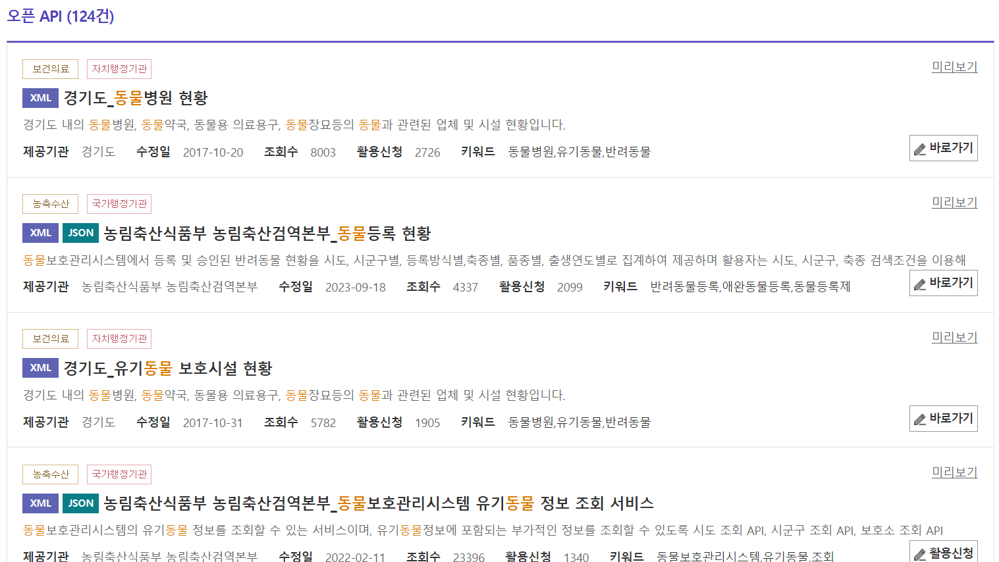 오픈 API (124건)
보건의료 자치행정기관 미리보기
XML 경기도_동물병원 현황
경기도 내의 동물병원, 동물약국, 동물용 의료용구, 동물장묘등의 동물과 관련된 업체 및 시설 현황입니다.
제공기관 경기도 수정일 2017-10-20 조회수 8003 활용신청 2726 키워드 동물병원,유기동물,반려동물 바로가기
농축수산 국가행정기관 미리보기
XML JSON 농림축산식품부 농림축산검역본부_동물등록 현황
동물보호관리시스템에서 등록 및 승인된 반려동물 현황을 시도, 시군구별, 등록방식별,축종별, 품종별, 출생연도별로 집계하여 제공하며 활용자는 시도, 시군구, 축종 검색조건을 이용해
제공기관 농림축산식품부 농림축산검역본부 수정일 2023-09-18 조회수 4337 활용신청 2099 키워드 반려동물등록,애완동물등록,동물등록제 바로가기
보건의료 자치행정기관 미리보기
XML 경기도_유기동물 보호시설 현황
경기도 내의 동물병원, 동물약국, 동물용 의료용구, 동물장묘등의 동물과 관련된 업체 및 시설 현황입니다.
제공기관 경기도 수정일 2017-10-31 조회수 5782 활용신청 1905 키워드 동물병원,유기동물,반려동물 바로가기
농축수산 국가행정기관 미리보기
XML JSON 농림축산식품부 농림축산검역본부_동물보호관리시스템 유기동물 정보 조회 서비스
동물보호관리시스템의 유기동물 정보를 조회할 수 있는 서비스이며, 유기동물정보에 포함되는 부가적인 정보를 조회할 수 있도록 시도 조회 API, 시군구 조회 API, 보호소 조회 API
제공기관 농림축산식품부 농림축산검역본부 수정일 2022-02-11 조회수 23396 활용신청 1340 키워드 동물보호관리시스템,유기동물,조회 활용신청